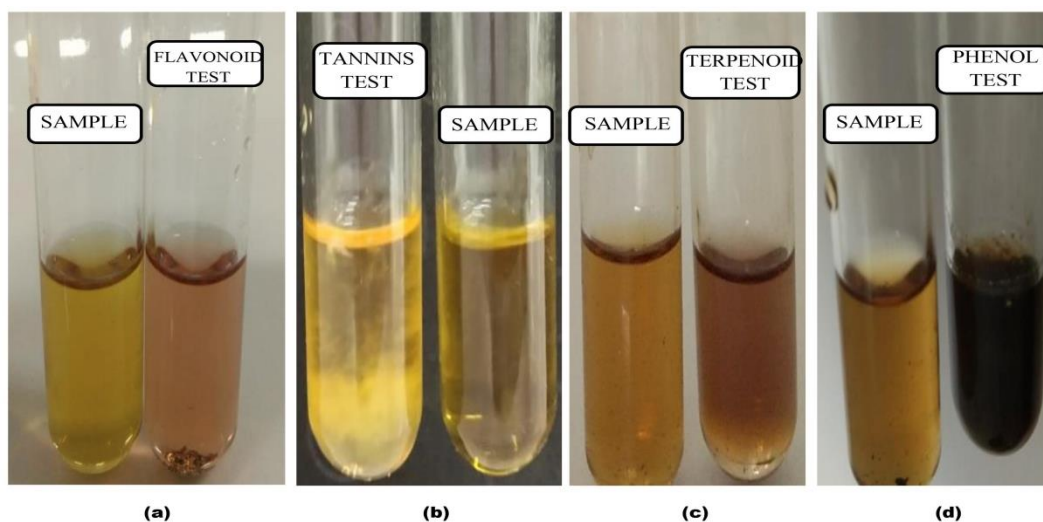 SAMPLE
FLAVONOID
TEST
TANNINS
TEST
SAMPLE
SAMPLE
TERPENOID
TEST
SAMPLE
PHENOL
TEST
(a)
(b)
(c)
(d)